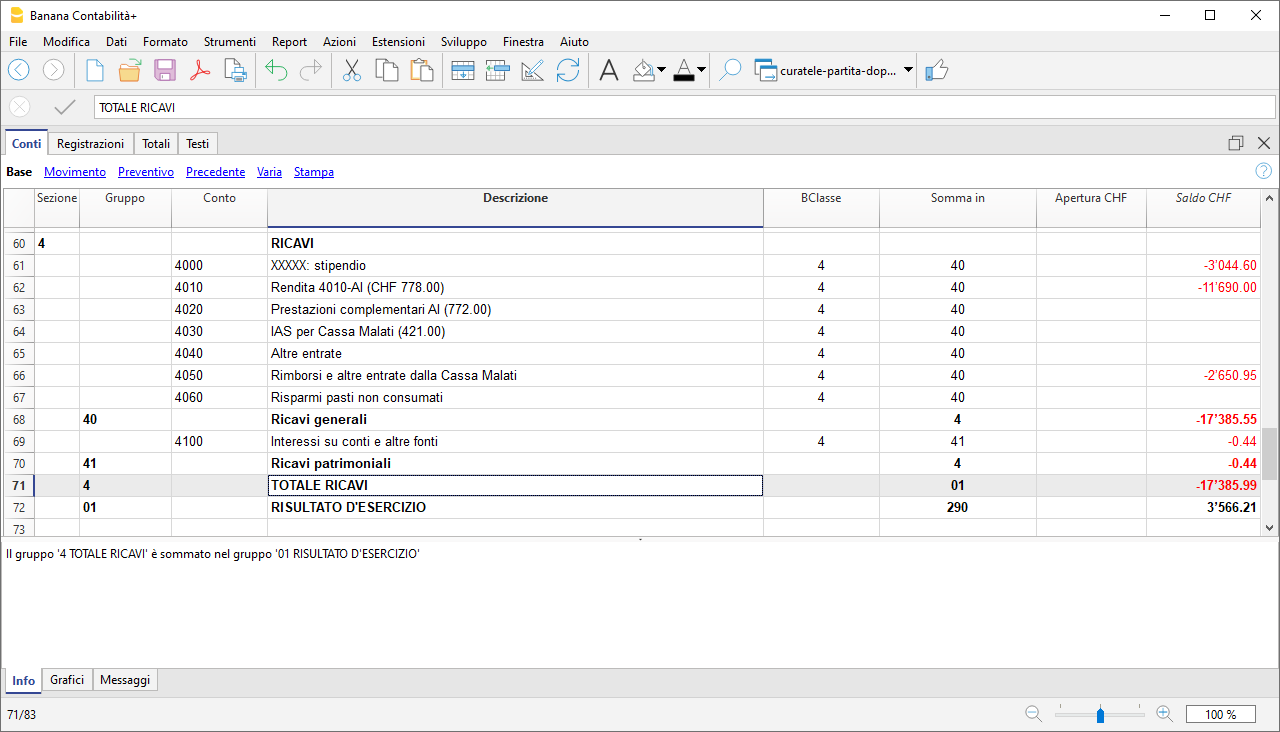 Banana Contabilità+
File Modifica Dati Formato Strumenti Report Azioni Estensioni Sviluppo Finestra Aiuto
curatele-partita-dop...
TOTALE RICAVI
Conti Registrazioni Totali Testi
Base Movimento Preventivo Precedente Varia Stampa
Sezione Gruppo Conto Descrizione BClasse Somma in Apertura CHF Saldo CHF
60 4 RICAVI
61 4000 XXXXX: stipendio 4 40 -3'044.60
62 4010 Rendita 4010-AI (CHF 778.00) 4 40 -11'690.00
63 4020 Prestazioni complementari AI (772.00) 4 40
64 4030 IAS per Cassa Malati (421.00) 4 40
65 4040 Altre entrate 4 40
66 4050 Rimborsi e altre entrate dalla Cassa Malati 4 40 -2'650.95
67 4060 Risparmi pasti non consumati 4 40
68 40 Ricavi generali 4 -17'385.55
69 4100 Interessi su conti e altre fonti 4 41 -0.44
70 41 Ricavi patrimoniali 4 -0.44
71 4 TOTALE RICAVI 01 -17'385.99
72 01 RISULTATO D'ESERCIZIO 290 3'566.21
73
Il gruppo '4 TOTALE RICAVI' è sommato nel gruppo '01 RISULTATO D'ESERCIZIO'
Info Grafici Messaggi
71/83
100 %